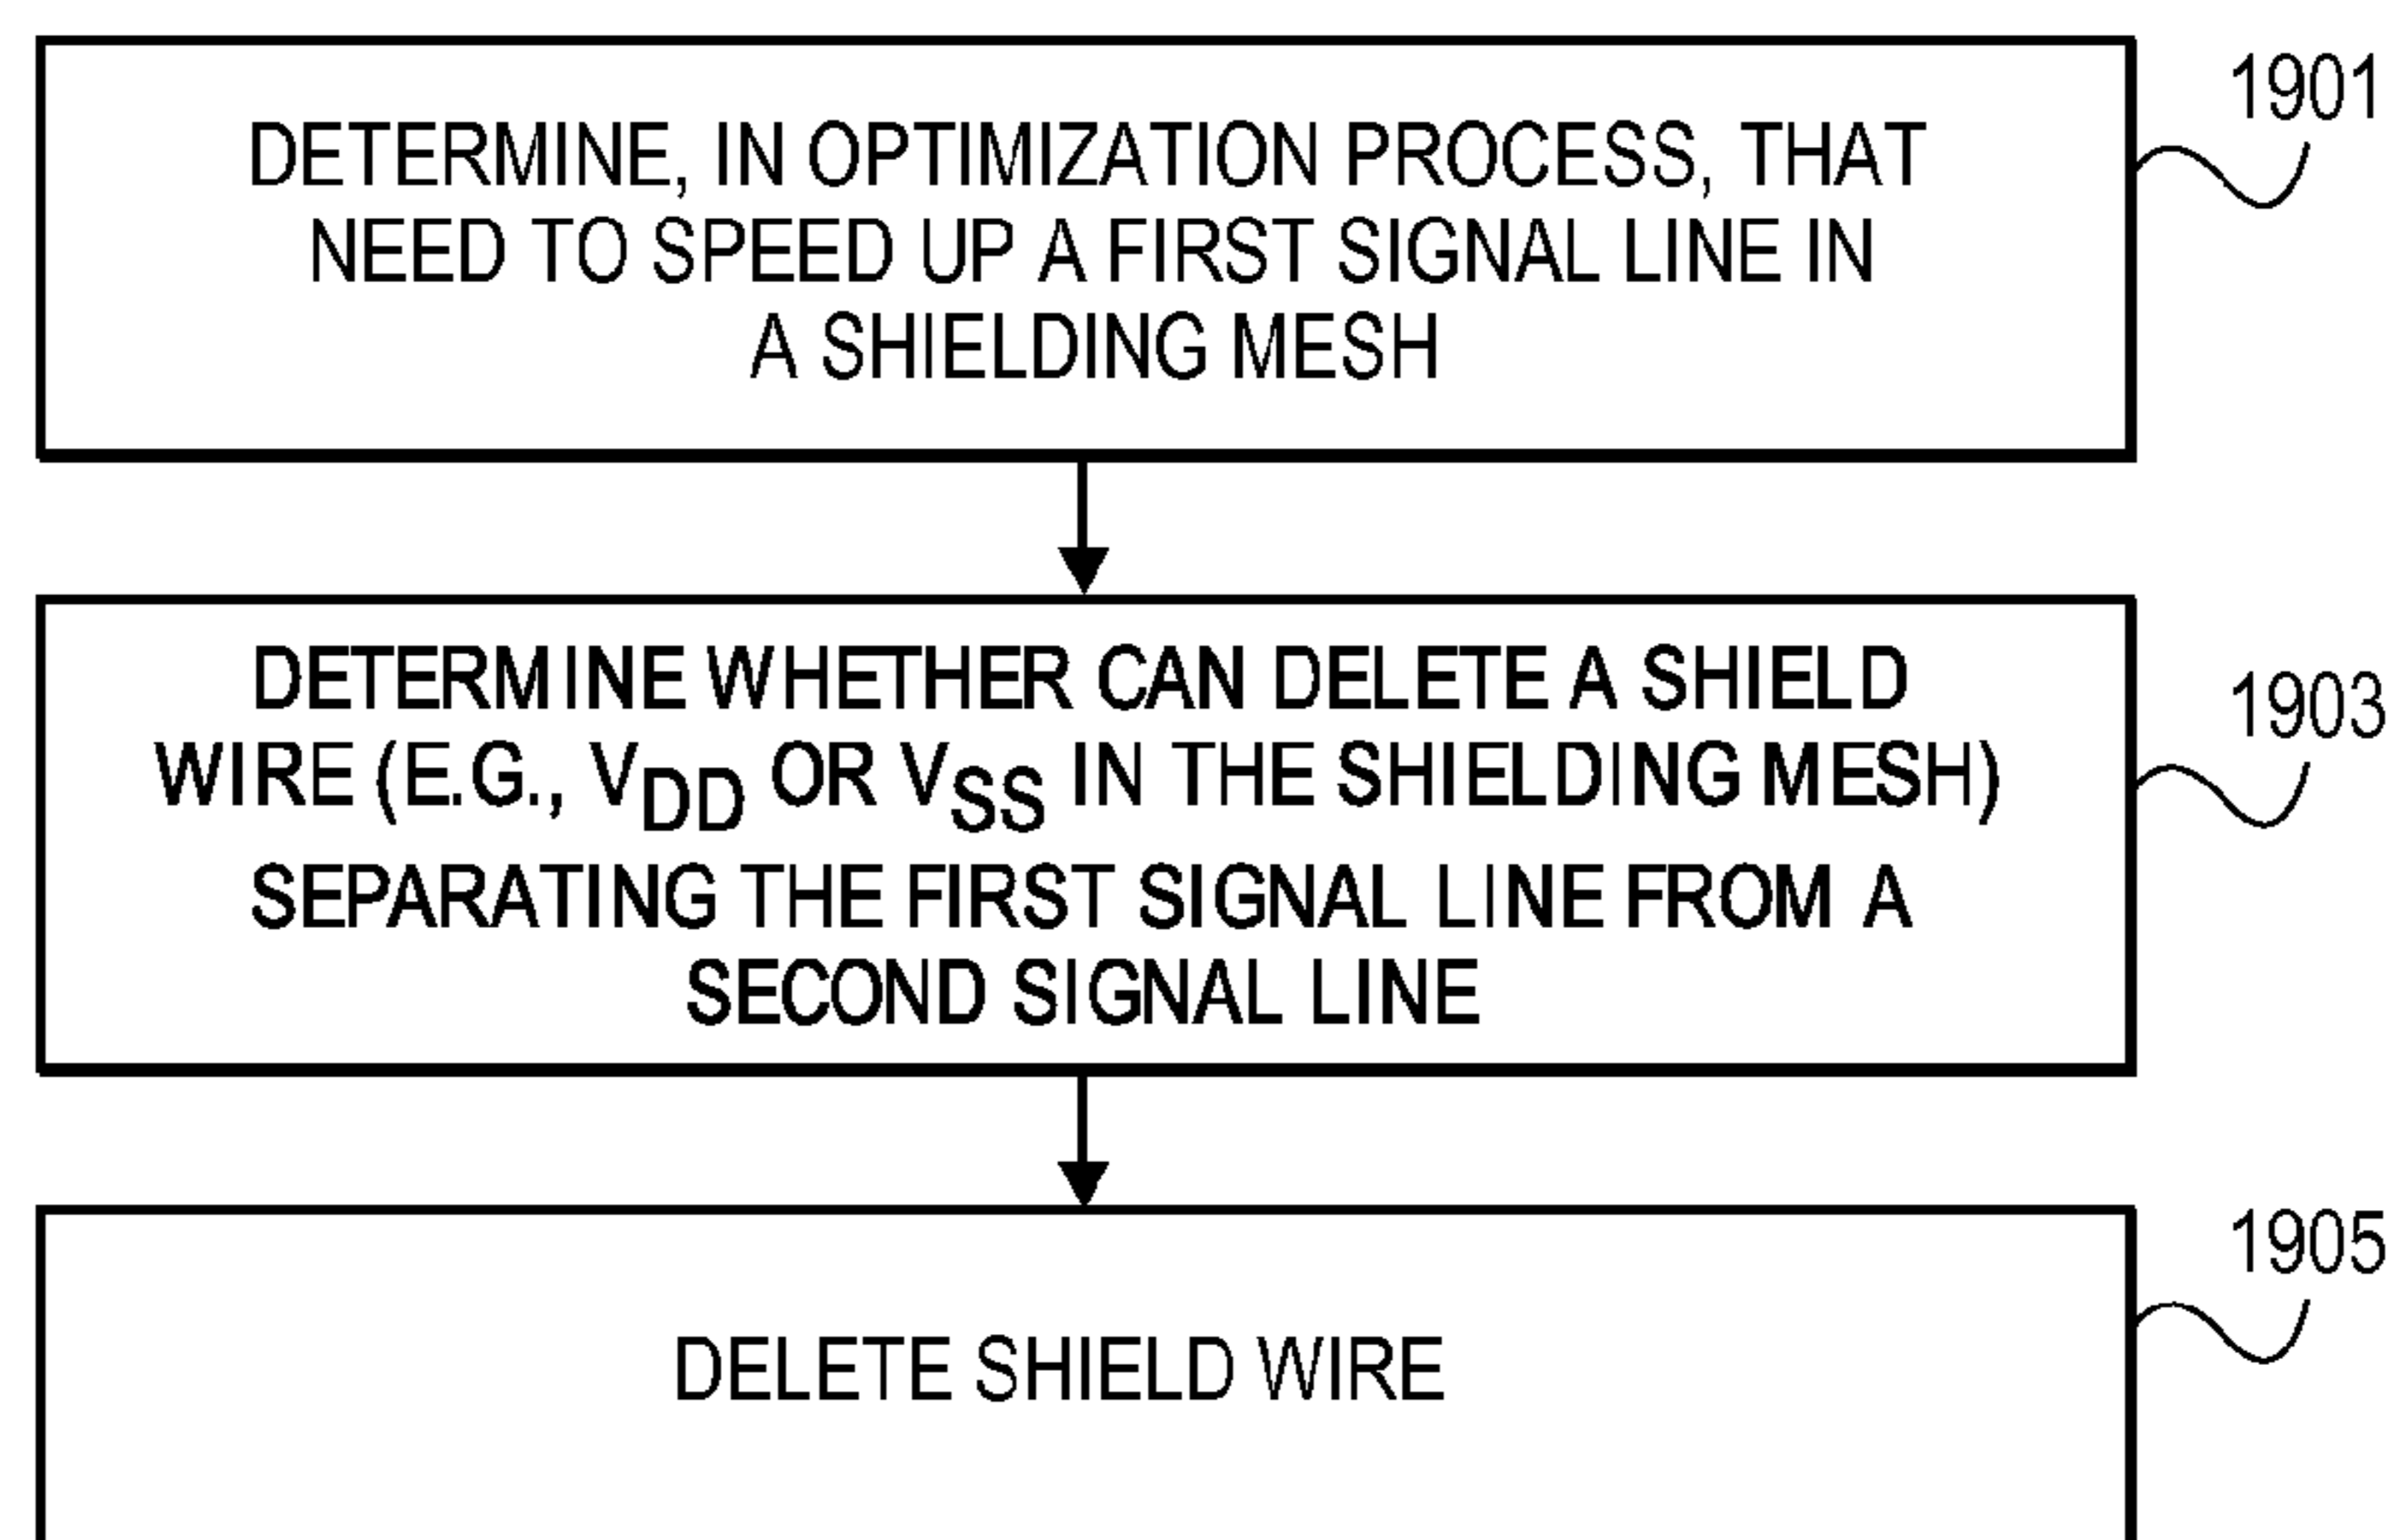 1901
DETERMINE, IN OPTIMIZATION PROCESS, THAT
NEED TO SPEED UP A FIRST SIGNAL LINE IN
A SHIELDING MESH
1903
DETERMINE WHETHER CAN DELETE A SHIELD
WIRE (E.G., VDD OR VSS IN THE SHIELDING MESH)
SEPARATING THE FIRST SIGNAL LINE FROM A
SECOND SIGNAL LINE
1905
DELETE SHIELD WIRE